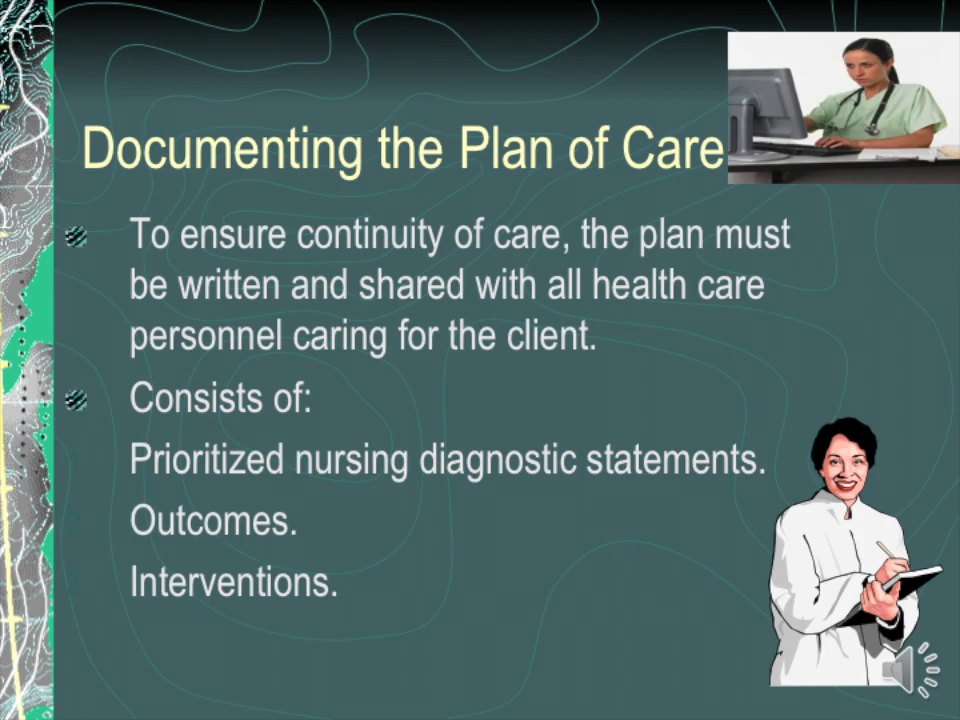 Documenting the Plan of Care
To ensure continuity of care, the plan must
be written and shared with all health care
personnel caring for the client.
Consists of:
Prioritized nursing diagnostic statements.
Outcomes.
Interventions.